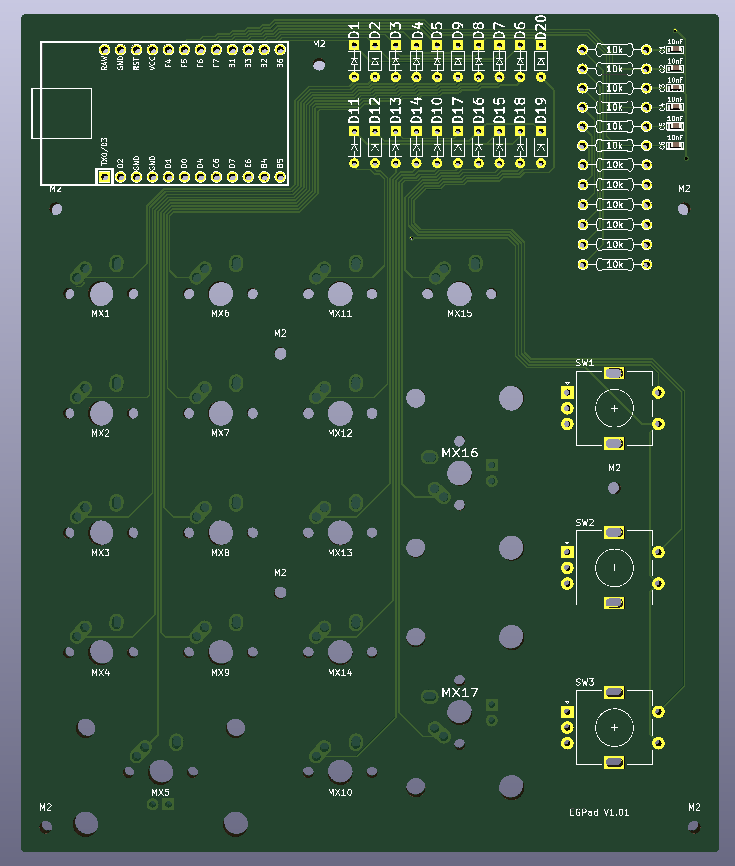 M2
RAW GND RST VCC F4 F5 F6 F7 B1 B3 B2 B6
TX0/D3 D2 GND GND D1 D0 D4 C6 D7 E6 B4 B5
D1 D2 D3 D4 D5 D9 D8 D7 D6 D20
D11 D12 D13 D14 D10 D17 D16 D15 D18 D19
10k 10nF
10k 10nF
10k 10nF
10k 10nF
10k 10nF
10k 10nF
10k
10k
10k
10k
10k
10k
M2 M2
MX1 MX6 MX11 MX15
M2
SW1
MX2 MX7 MX12
MX16
M2
SW2
MX3 MX8 MX13
M2
MX4 MX9 MX14
SW3
MX17
MX5 MX10
M2 LGPad V1.01 M2